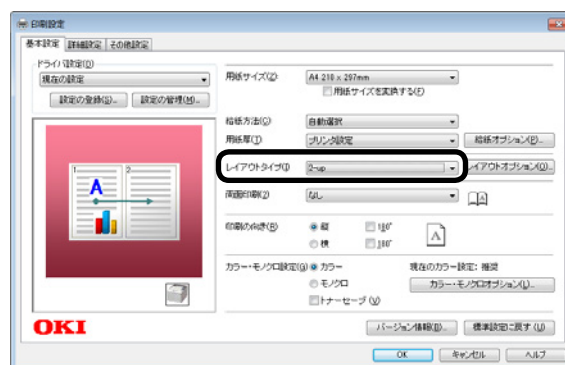 印刷設定
基本設定 詳細設定 その他設定
ドライバ設定(D)
現在の設定
設定の登録(S)... 設定の管理(M)...
用紙サイズ(Z) A4 210 x 297mm
用紙サイズを変換する(F)
給紙方法(C) 自動選択
用紙厚(T) プリンタ設定 給紙オプション(P)...
レイアウトタイプ(I) 2-up レイアウトオプション(O)...
両面印刷(2) なし
印刷の向き(R) 縦 180°
横 180°
カラー・モノクロ設定(G) カラー 現在のカラー設定: 推奨
モノクロ カラー・モノクロオプション(L)...
トナーセーブ(V)
1 2
A
A
OKI
バージョン情報(B)... 標準設定に戻す(U)
OK キャンセル ヘルプ